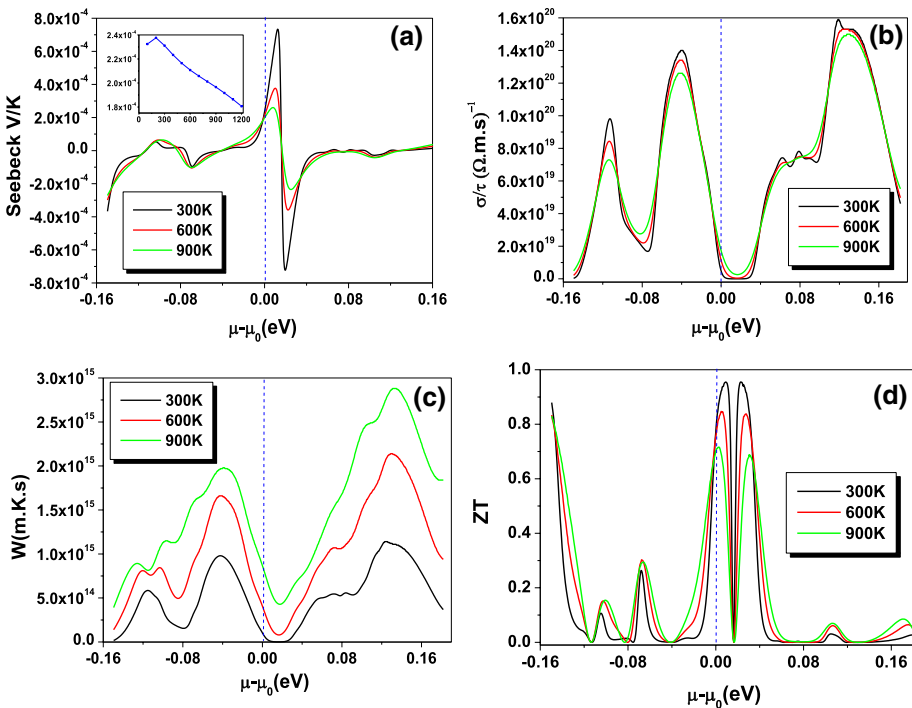 (a)
Seebeck V/K
8.0x10⁻⁴
6.0x10⁻⁴
4.0x10⁻⁴
2.0x10⁻⁴
0.0
-2.0x10⁻⁴
-4.0x10⁻⁴
-6.0x10⁻⁴
-8.0x10⁻⁴
2.4x10⁻⁴
2.2x10⁻⁴
2.0x10⁻⁴
1.8x10⁻⁴
0 300 600 900 1200
300K
600K
900K
-0.16 -0.08 0.00 0.08 0.16
μ-μ₀(eV)
(b)
σ/τ (Ω.m.s)⁻¹
1.6x10²⁰
1.4x10²⁰
1.2x10²⁰
1.0x10²⁰
8.0x10¹⁹
6.0x10¹⁹
4.0x10¹⁹
2.0x10¹⁹
0.0
300K
600K
900K
-0.16 -0.08 0.00 0.08 0.16
μ-μ₀(eV)
(c)
W(m.K.s)
3.0x10¹⁵
2.5x10¹⁵
2.0x10¹⁵
1.5x10¹⁵
1.0x10¹⁵
5.0x10¹⁴
0.0
300K
600K
900K
-0.16 -0.08 0.00 0.08 0.16
μ-μ₀(eV)
(d)
ZT
1.0
0.8
0.6
0.4
0.2
0.0
300K
600K
900K
-0.16 -0.08 0.00 0.08 0.16
μ-μ₀(eV)